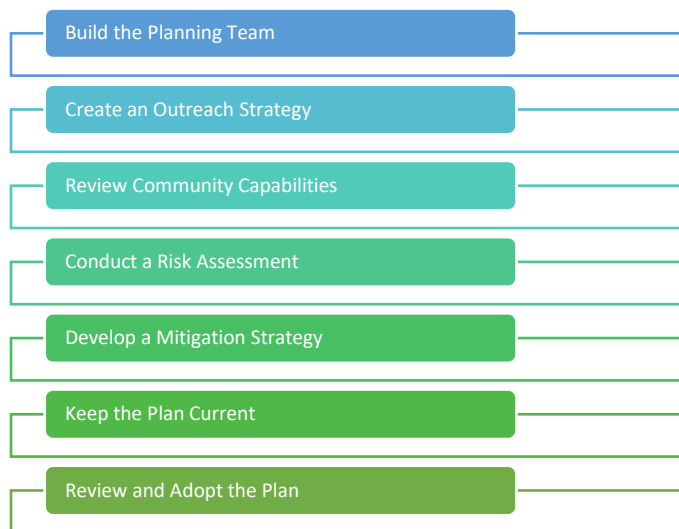 Build the Planning Team
Create an Outreach Strategy
Review Community Capabilities
Conduct a Risk Assessment
Develop a Mitigation Strategy
Keep the Plan Current
Review and Adopt the Plan